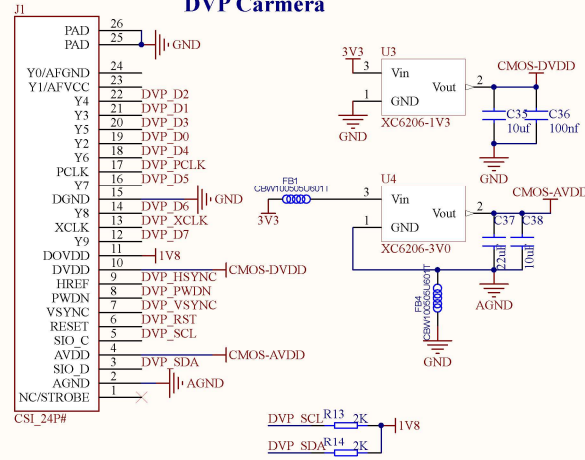 DVP Carmera
J1
PAD 26
PAD 25
GND
Y0/AFGND 24
Y1/AFVCC 23
Y4 22 DVP_D2
Y3 21 DVP_D1
Y5 20 DVP_D3
Y2 19 DVP_D0
Y6 18 DVP_D4
PCLK 17 DVP_PCLK
Y7 16 DVP_D5
DGND 15 GND
Y8 14 DVP_D6
XCLK 13 DVP_XCLK
Y9 12 DVP_D7
DOVDD 11 1V8
DVDD 10 CMOS-DVDD
HREF 9 DVP_HSYNC
PWDN 8 DVP_PWDN
VSYNC 7 DVP_VSYNC
RESET 6 DVP_RST
SIO_C 5 DVP_SCL
AVDD 4 CMOS-AVDD
SIO_D 3 DVP_SDA
AGND 2 AGND
NC/STROBE 1
CSI_24P#
3V3 U3 CMOS-DVDD
3 Vin Vout 2
1 GND
GND
XC6206-1V3
C35 C36
10uf 100nf
GND
FB1
CBW100505U601T
3V3
U4 CMOS-AVDD
3 Vin Vout 2
1 GND
XC6206-3V0
C37 C38
22uf 10uf
AGND
FB4
CBW100505U601T
GND
DVP_SCL R13 2K 1V8
DVP_SDA R14 2K